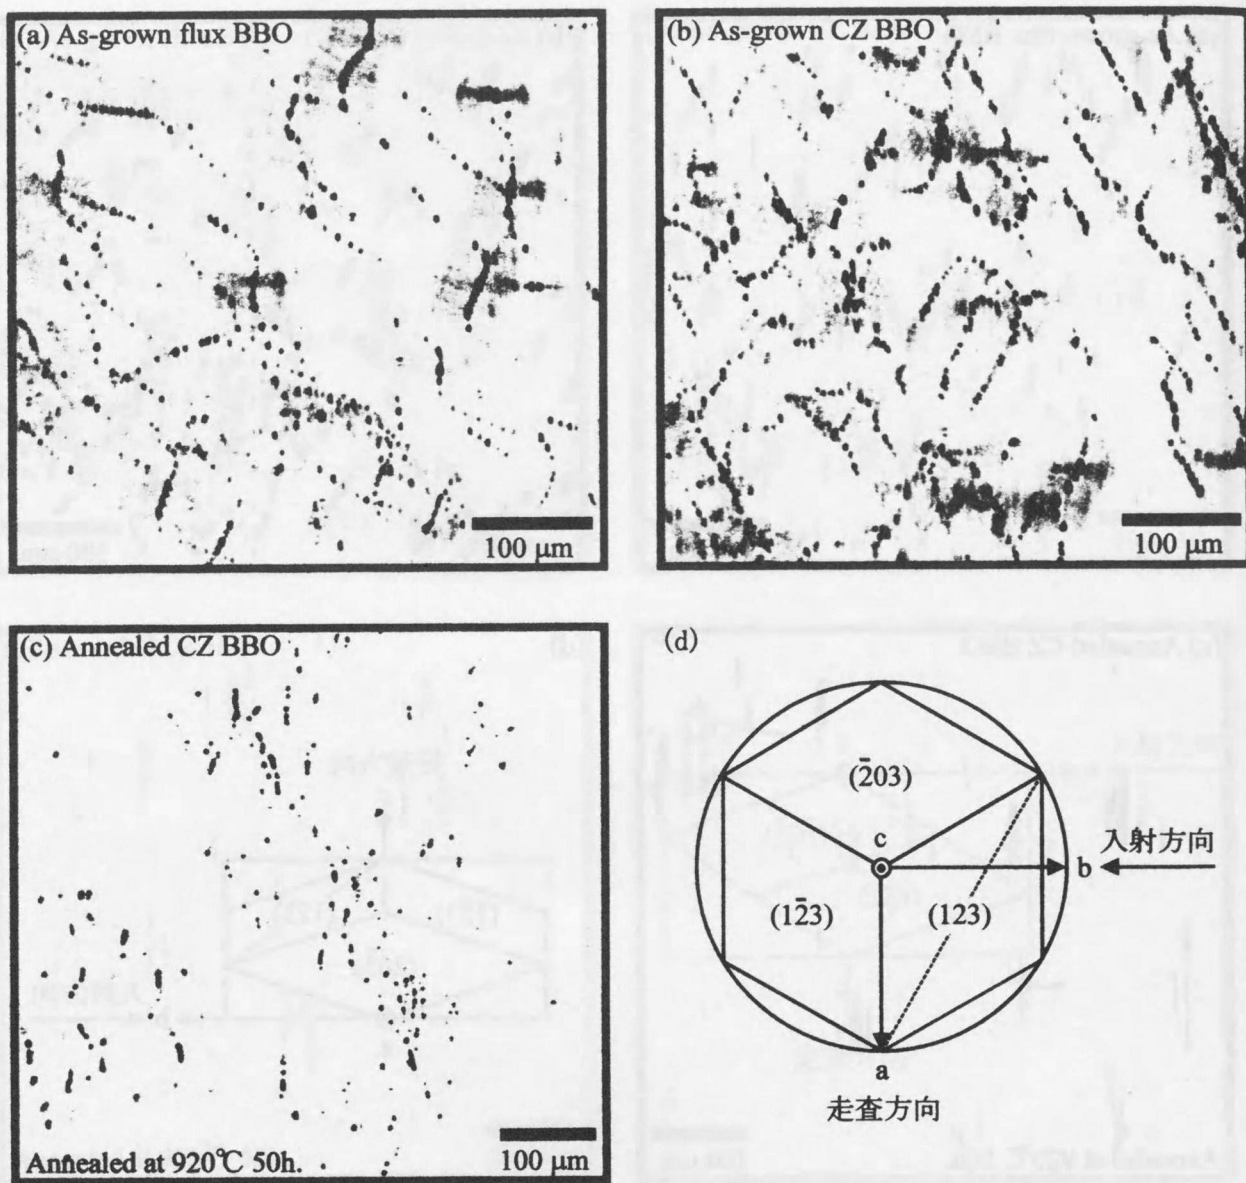 (a) As-grown flux BBO
100 μm
(b) As-grown CZ BBO
100 μm
(c) Annealed CZ BBO
Annealed at 920℃ 50h.
100 μm
(d)
(2̄03)
c
b
入射方向
(12̄3)
(123)
a
走査方向